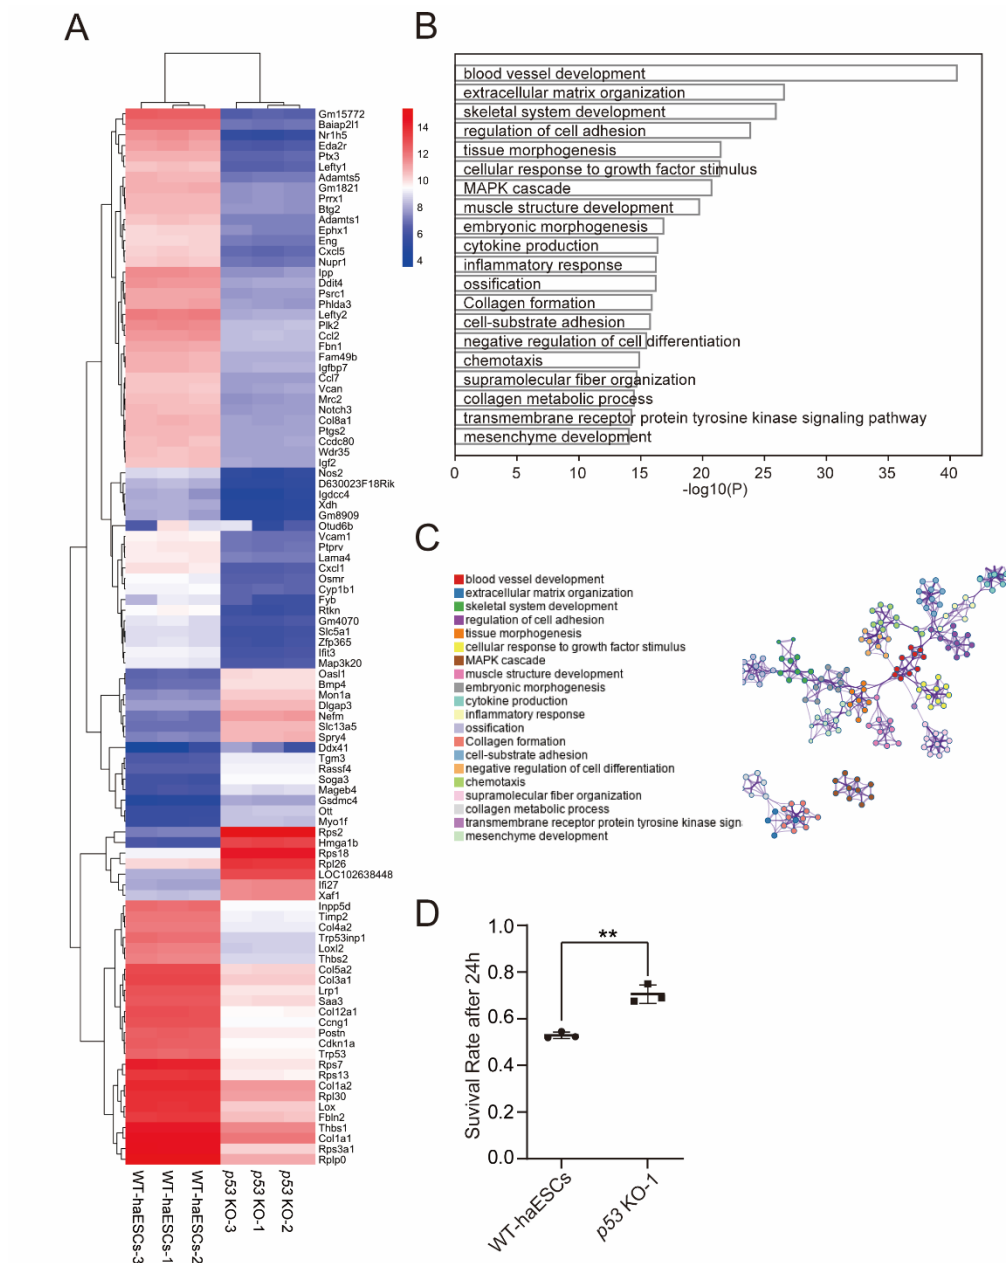 A
Gm15772
Baiap2l1
Nr1h5
Eda2r
Ptx3
Lefty1
Adamts5
Gm1821
Prrx1
Btg2
Adamts1
Ephx1
Eng
Cxcl5
Nupr1
Ipp
Ddit4
Psrc1
Phlda3
Lefty2
Plk2
Ccl2
Fbn1
Fam49b
Igfbp7
Ccl7
Vcan
Mrc2
Notch3
Col8a1
Ptgs2
Ccdc80
Wdr35
Igf2
Nos2
D630023F18Rik
Igdcc4
Xdh
Gm8909
Otud6b
Vcam1
Ptprv
Lama4
Cxcl1
Osmr
Cyp1b1
Fyb
Rtkn
Gm4070
Slc5a1
Zfp365
Ifit3
Map3k20
Oasl1
Bmp4
Mon1a
Dlgap3
Nefm
Slc13a5
Spry4
Ddx41
Tgm3
Rassf4
Soga3
Mageb4
Gsdmc4
Ott
Myo1f
Rps2
Hmga1b
Rps18
Rpl26
LOC102638448
Ifi27
Xaf1
Inpp5d
Timp2
Col4a2
Trp53inp1
Loxl2
Thbs2
Col5a2
Col3a1
Lrp1
Saa3
Col12a1
Ccng1
Postn
Cdkn1a
Trp53
Rps7
Rps13
Col1a2
Rpl30
Lox
Fbln2
Thbs1
Col1a1
Rps3a1
Rplp0
14
12
10
8
6
4
WT-haESCs-3
WT-haESCs-1
WT-haESCs-2
p53 KO-3
p53 KO-1
p53 KO-2
B
blood vessel development
extracellular matrix organization
skeletal system development
regulation of cell adhesion
tissue morphogenesis
cellular response to growth factor stimulus
MAPK cascade
muscle structure development
embryonic morphogenesis
cytokine production
inflammatory response
ossification
Collagen formation
cell-substrate adhesion
negative regulation of cell differentiation
chemotaxis
supramolecular fiber organization
collagen metabolic process
transmembrane receptor protein tyrosine kinase signaling pathway
mesenchyme development
0 5 10 15 20 25 30 35 40
-log10(P)
C
blood vessel development
extracellular matrix organization
skeletal system development
regulation of cell adhesion
tissue morphogenesis
cellular response to growth factor stimulus
MAPK cascade
muscle structure development
embryonic morphogenesis
cytokine production
inflammatory response
ossification
Collagen formation
cell-substrate adhesion
negative regulation of cell differentiation
chemotaxis
supramolecular fiber organization
collagen metabolic process
transmembrane receptor protein tyrosine kinase sign
mesenchyme development
D
Suvival Rate after 24h
1.0
0.8
0.6
0.4
0.2
0.0
**
WT-haESCs
p53 KO-1